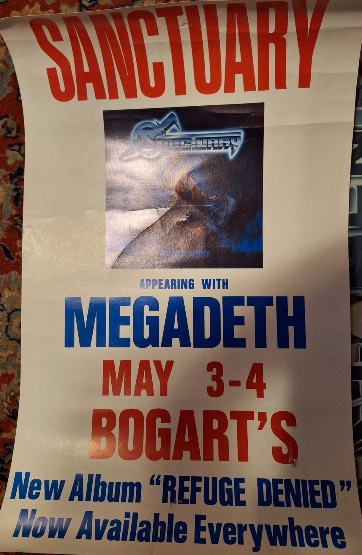 SANCTUARY
SANCTUARY
APPEARING WITH
MEGADETH
MAY 3-4
BOGART'S
New Album "REFUGE DENIED"
Now Available Everywhere